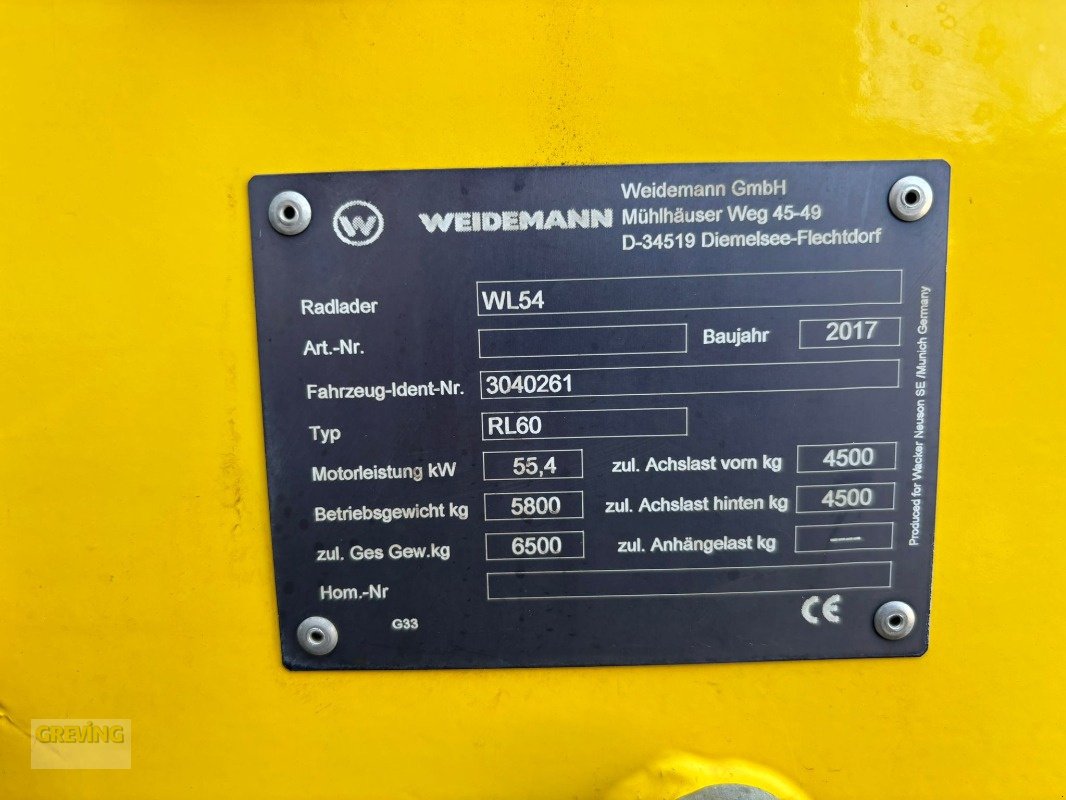 W WEIDEMANN
Weidemann GmbH
Mühlhäuser Weg 45-49
D-34519 Diemelsee-Flechtdorf
Radlader WL54
Art.-Nr. Baujahr 2017
Fahrzeug-Ident-Nr. 3040261
Typ RL60
Motorleistung kW 55,4 zul. Achslast vorn kg 4500
Betriebsgewicht kg 5800 zul. Achslast hinten kg 4500
zul. Ges Gew.kg 6500 zul. Anhängelast kg ---
Hom.-Nr
G33 CE
Produced for Wacker Neuson SE /Munich Germany
GREVING